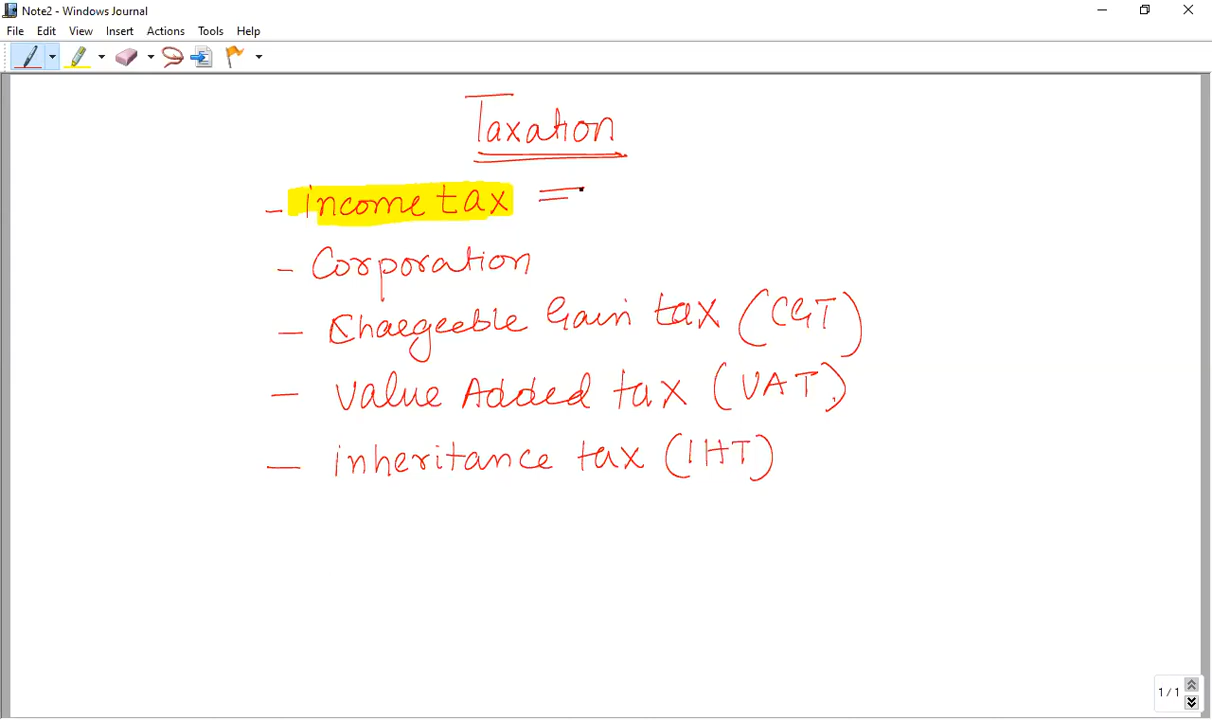 Note2 - Windows Journal
File Edit View Insert Actions Tools Help
Taxation
- income tax =
- Corporation
- Chaegeeble Gain tax (CGT)
- Value Added tax (VAT)
- inheritance tax (IHT)
1 / 1